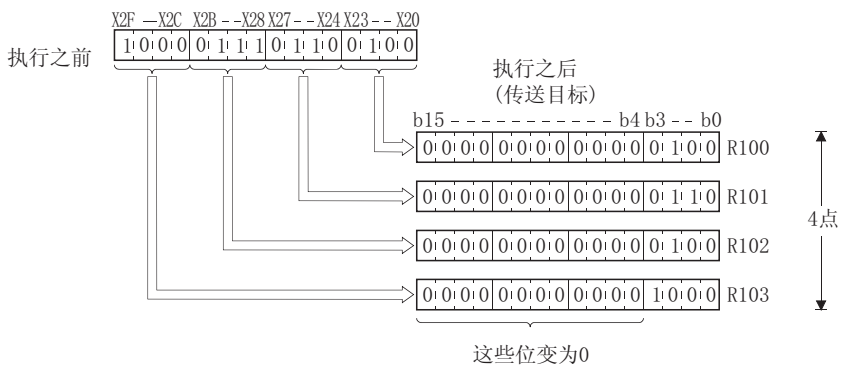 X2F —X2C X2B - - X28 X27 - - X24 X23 - - X20
执行之前 1 0 0 0 0 1 1 1 0 1 1 0 0 1 0 0
执行之后
(传送目标)
b15 - - - - - - - - - - - - b4 b3 - - b0
0 0 0 0 0 0 0 0 0 0 0 0 0 1 0 0 R100
0 0 0 0 0 0 0 0 0 0 0 0 0 1 1 0 R101
4点
0 0 0 0 0 0 0 0 0 0 0 0 0 1 0 0 R102
0 0 0 0 0 0 0 0 0 0 0 0 1 0 0 0 R103
这些位变为0